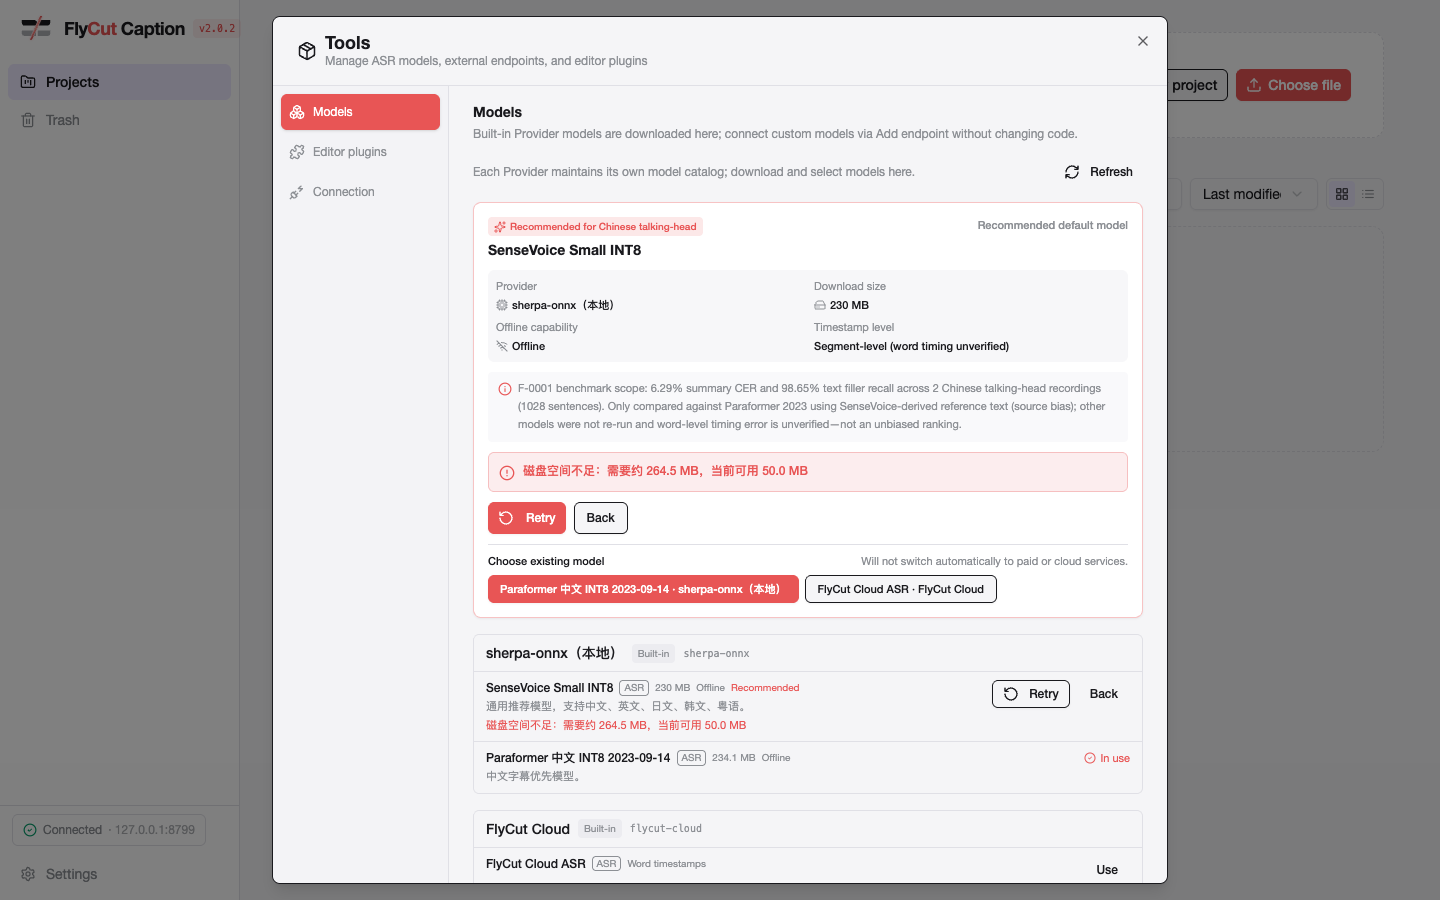 FlyCut Caption v2.0.2
Projects
Trash
Connected · 127.0.0.1:8799
Settings
project
Choose file
Last modifie
Tools
Manage ASR models, external endpoints, and editor plugins
Models
Editor plugins
Connection
Models
Built-in Provider models are downloaded here; connect custom models via Add endpoint without changing code.
Each Provider maintains its own model catalog; download and select models here.
Refresh
Recommended for Chinese talking-head
Recommended default model
SenseVoice Small INT8
Provider
Download size
sherpa-onnx（本地）
230 MB
Offline capability
Timestamp level
Offline
Segment-level (word timing unverified)
F-0001 benchmark scope: 6.29% summary CER and 98.65% text filler recall across 2 Chinese talking-head recordings
(1028 sentences). Only compared against Paraformer 2023 using SenseVoice-derived reference text (source bias); other
models were not re-run and word-level timing error is unverified—not an unbiased ranking.
磁盘空间不足：需要约 264.5 MB，当前可用 50.0 MB
Retry
Back
Choose existing model
Will not switch automatically to paid or cloud services.
Paraformer 中文 INT8 2023-09-14 · sherpa-onnx（本地）
FlyCut Cloud ASR · FlyCut Cloud
sherpa-onnx（本地） Built-in sherpa-onnx
SenseVoice Small INT8 ASR 230 MB Offline Recommended
通用推荐模型，支持中文、英文、日文、韩文、粤语。
磁盘空间不足：需要约 264.5 MB，当前可用 50.0 MB
Retry
Back
Paraformer 中文 INT8 2023-09-14 ASR 234.1 MB Offline
In use
中文字幕优先模型。
FlyCut Cloud Built-in flycut-cloud
FlyCut Cloud ASR ASR Word timestamps
Use